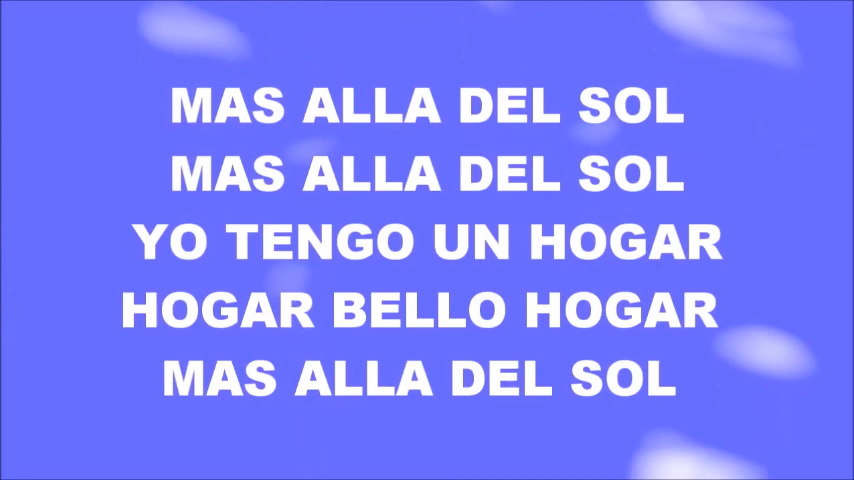 MAS ALLA DEL SOL
MAS ALLA DEL SOL
YO TENGO UN HOGAR
HOGAR BELLO HOGAR
MAS ALLA DEL SOL